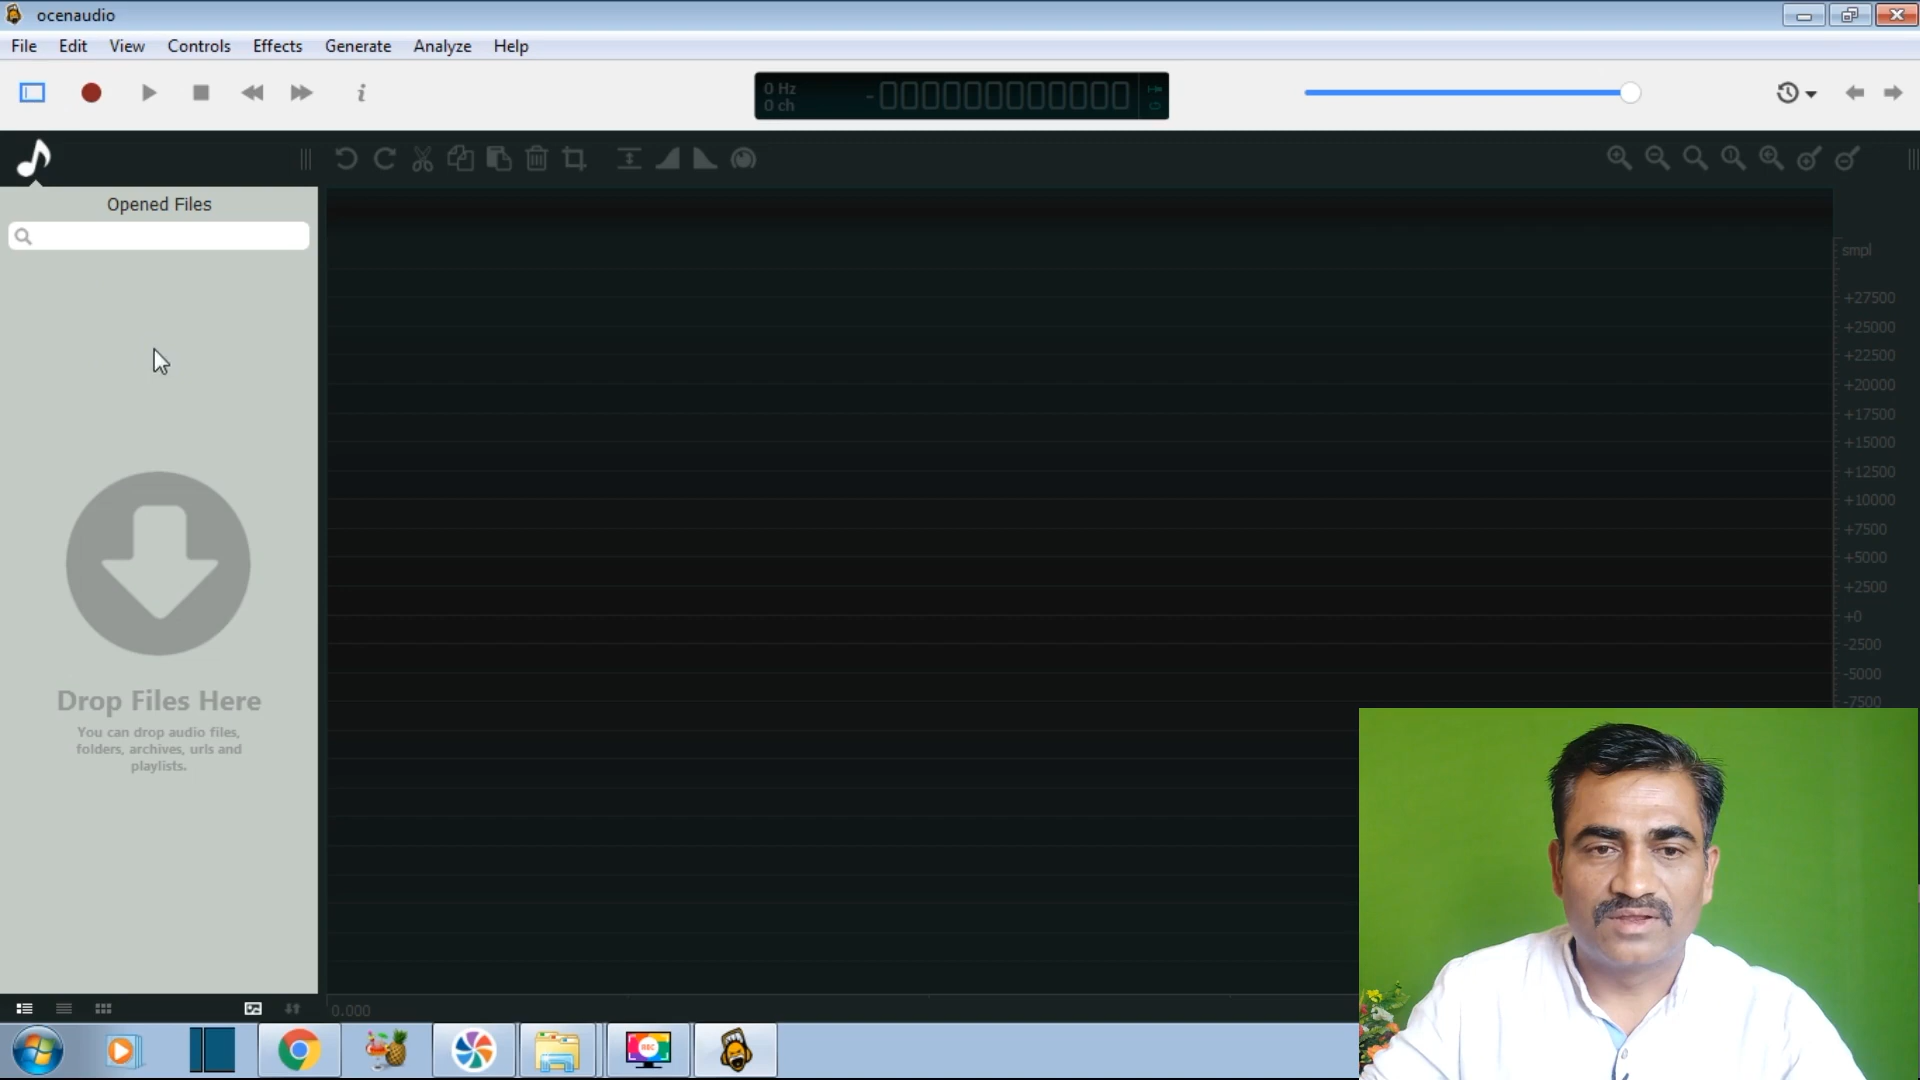 ocenaudio
File Edit View Controls Effects Generate Analyze Help
0 Hz
0 ch
Opened Files
smpl
+27500
+25000
+22500
+20000
+17500
+15000
+12500
+10000
+7500
+5000
+2500
+0
-2500
-5000
-7500
Drop Files Here
You can drop audio files,
folders, archives, urls and
playlists.
0.000
REC